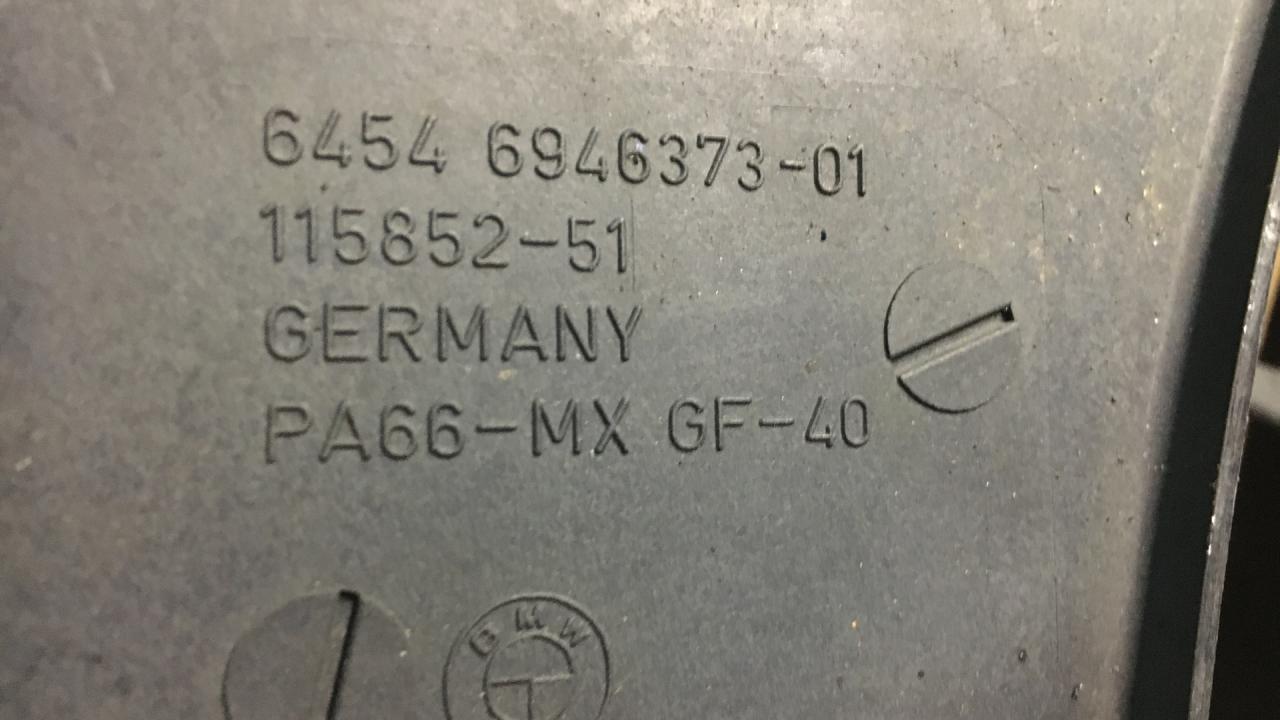 6454 6946373-01
115852-51
GERMANY
PA66-MX GF-40
BMW